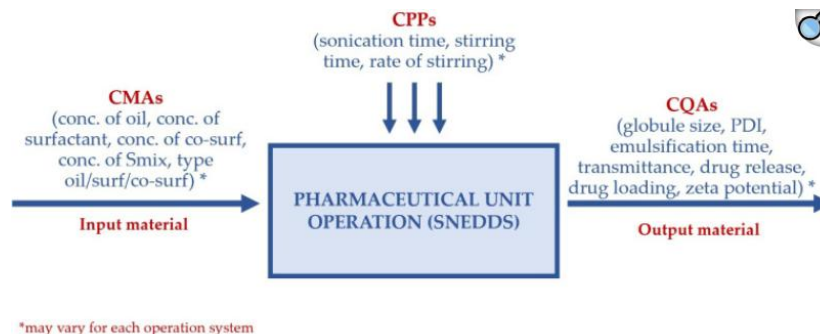 CPPs
(sonication time, stirring
time, rate of stirring) *
CMAs
(conc. of oil, conc. of
surfactant, conc. of co-surf,
conc. of Smix, type
oil/surf/co-surf) *
Input material
PHARMACEUTICAL UNIT
OPERATION (SNEDDS)
CQAs
(globule size, PDI,
emulsification time,
transmittance, drug release,
drug loading, zeta potential) *
Output material
*may vary for each operation system